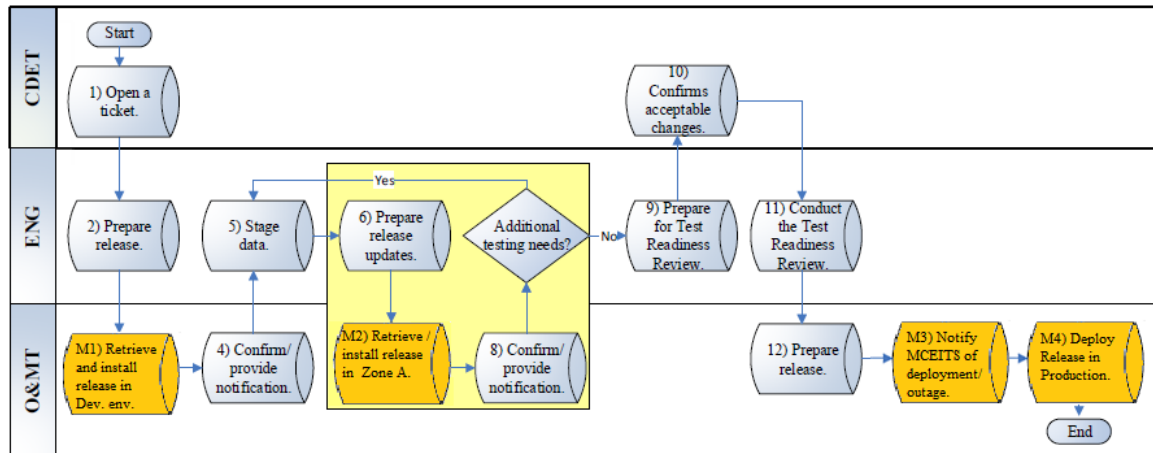 CDET
Start
1) Open a
ticket.
10)
Confirms
acceptable
changes.
ENG
2) Prepare
release.
5) Stage
data.
Yes
6) Prepare
release
updates.
Additional
testing needs?
No
9) Prepare
for Test
Readiness
Review.
11) Conduct
the Test
Readiness
Review.
O&MT
M1) Retrieve
and install
release in
Dev. env.
4) Confirm/
provide
notification.
M2) Retrieve /
install release
in Zone A.
8) Confirm/
provide
notification.
12) Prepare
release.
M3) Notify
MCEITS of
deployment/
outage.
M4) Deploy
Release in
Production.
End